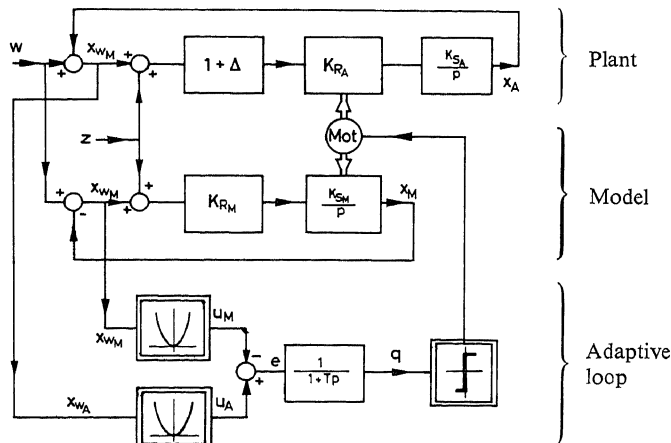 w
+
x_{w_M}
+
+
1 + Δ
K_{R_A}
K_{S_A}
p
x_A
Plant
z
Mot
+
-
x_{w_M}
+
+
K_{R_M}
K_{S_M}
p
x_M
Model
x_{w_M}
u_M
-
+
e
1
1+Tp
q
x_{w_A}
u_A
Adaptive
loop